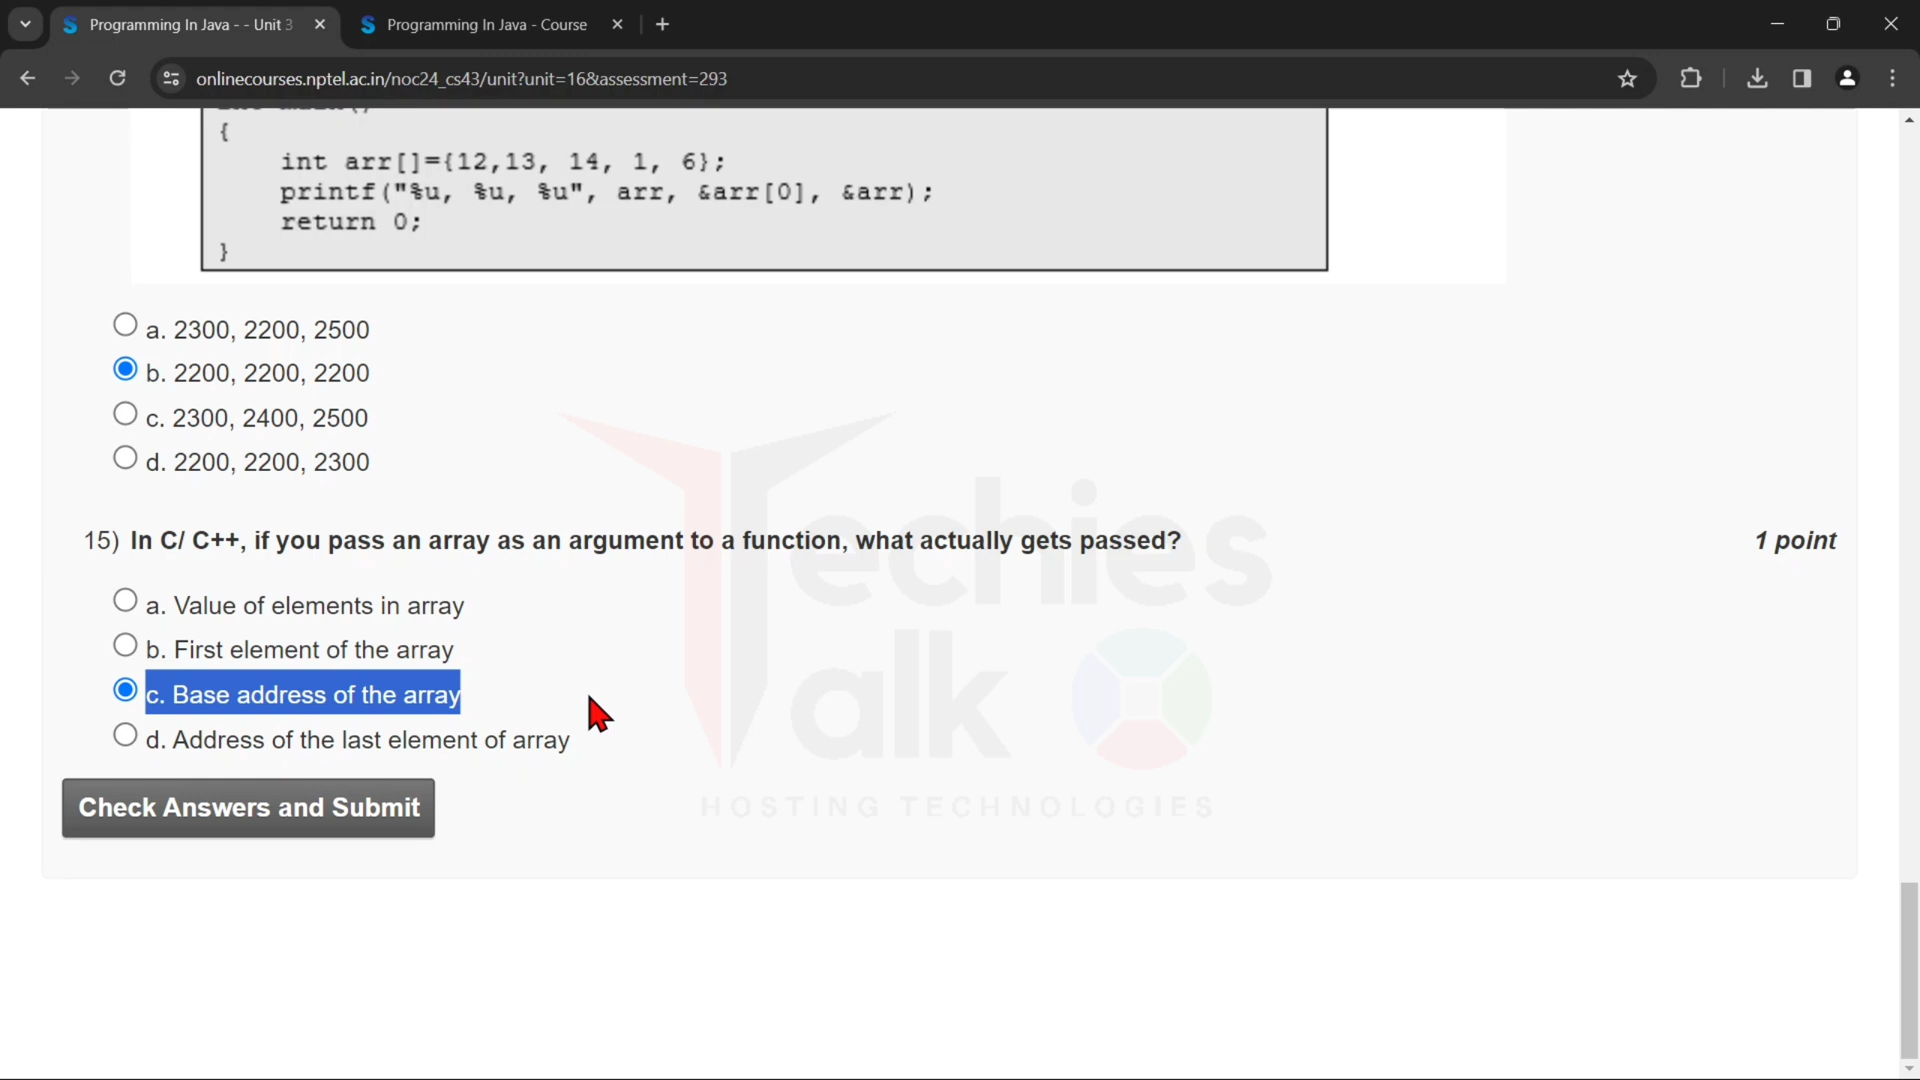 Programming In Java - - Unit 3
Programming In Java - Course
onlinecourses.nptel.ac.in/noc24_cs43/unit?unit=16&assessment=293
{
int arr[]={12,13, 14, 1, 6};
printf("%u, %u, %u", arr, &arr[0], &arr);
return 0;
}
a. 2300, 2200, 2500
b. 2200, 2200, 2200
c. 2300, 2400, 2500
d. 2200, 2200, 2300
15) In C/ C++, if you pass an array as an argument to a function, what actually gets passed?
1 point
a. Value of elements in array
b. First element of the array
c. Base address of the array
d. Address of the last element of array
Check Answers and Submit
Techies
Talk
HOSTING TECHNOLOGIES